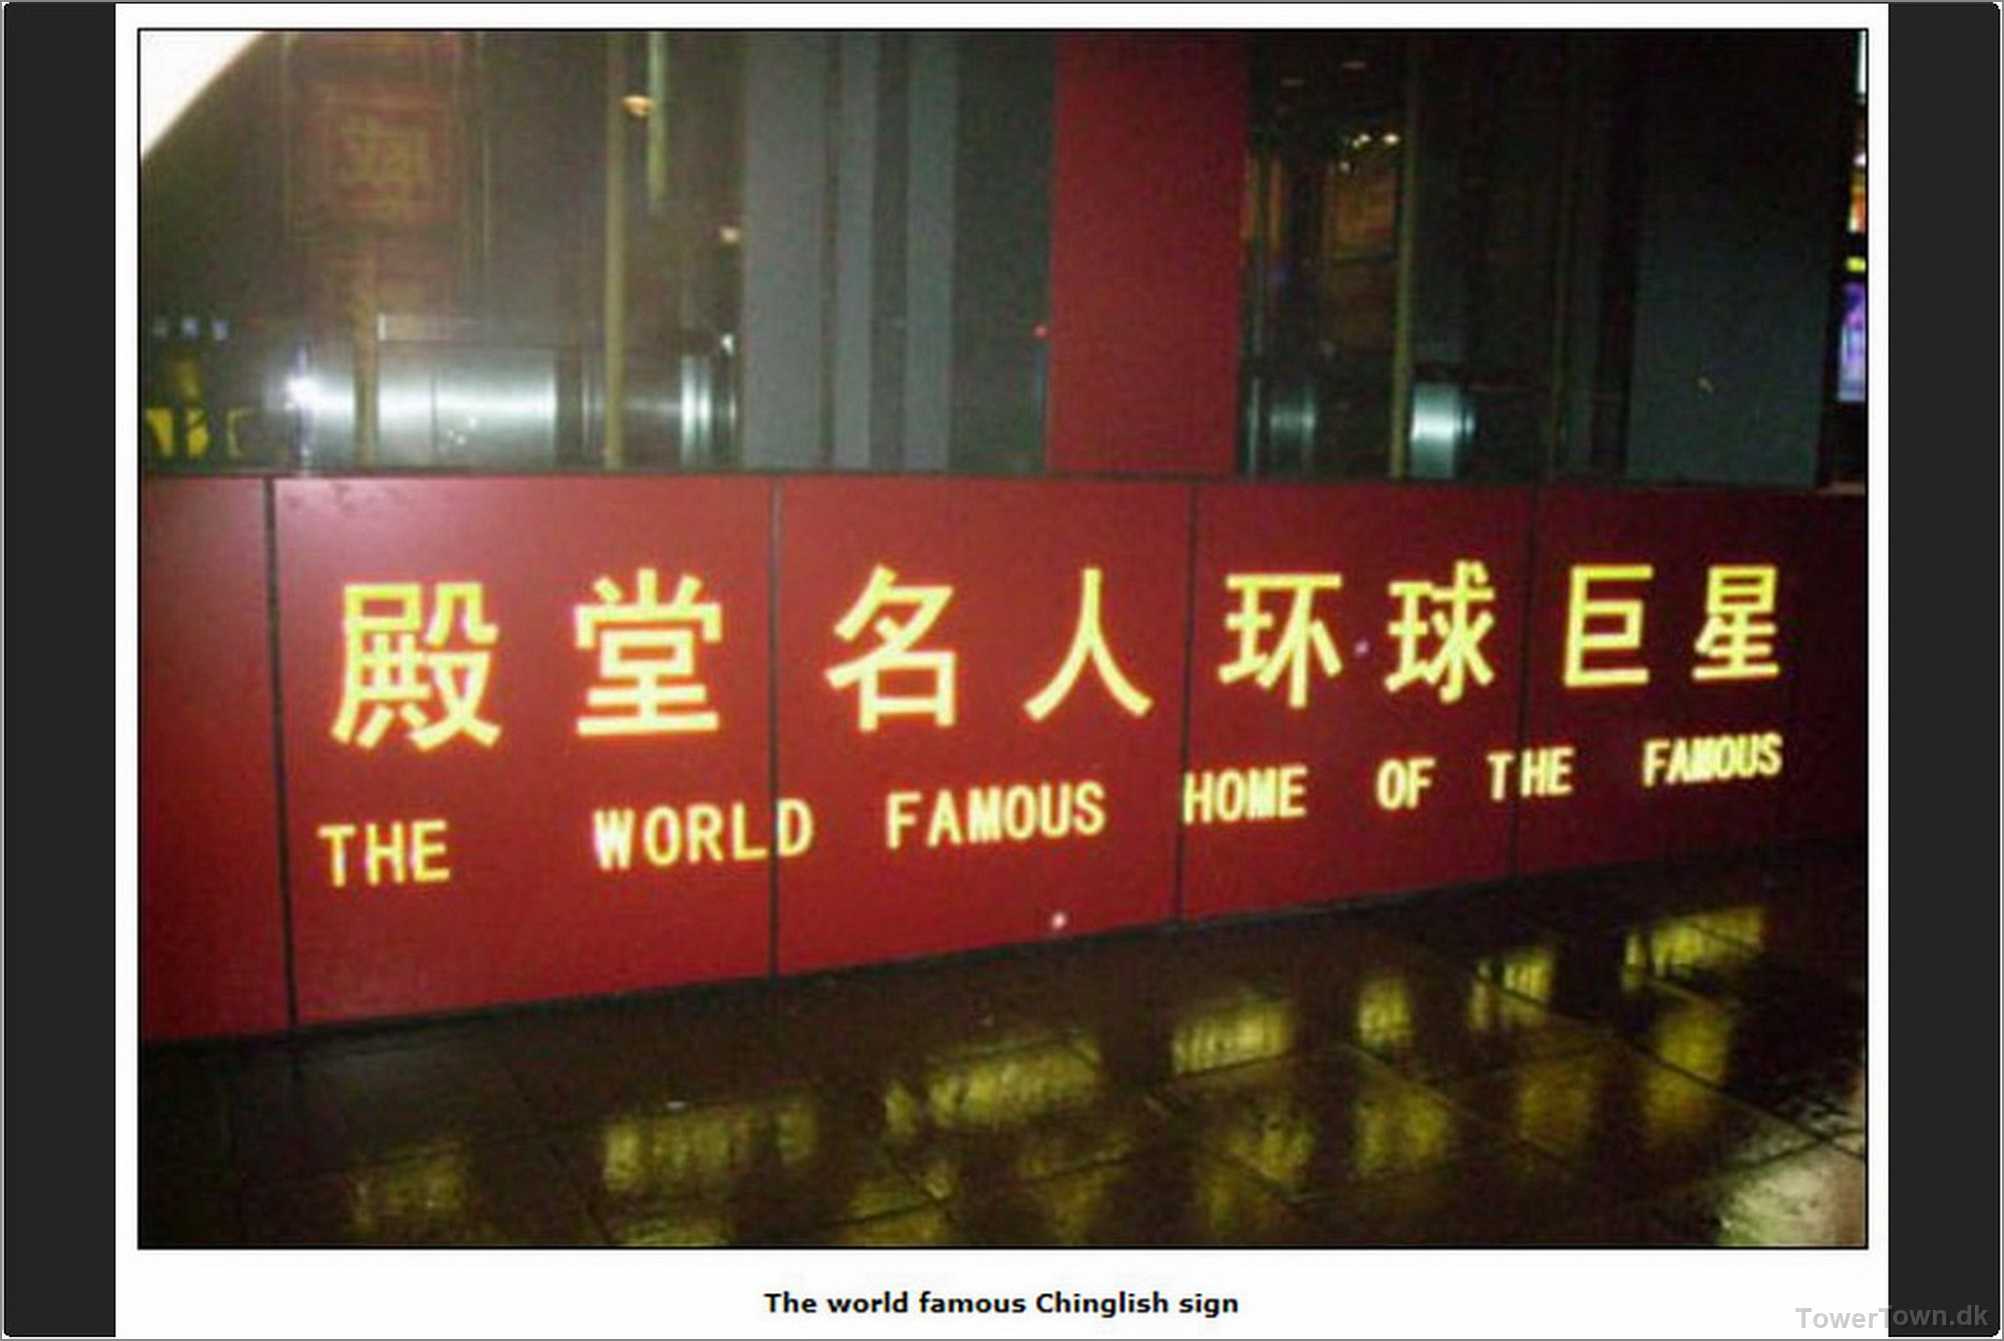 殿堂名人环球巨星
THE WORLD FAMOUS HOME OF THE FAMOUS
The world famous Chinglish sign
TowerTown.dk